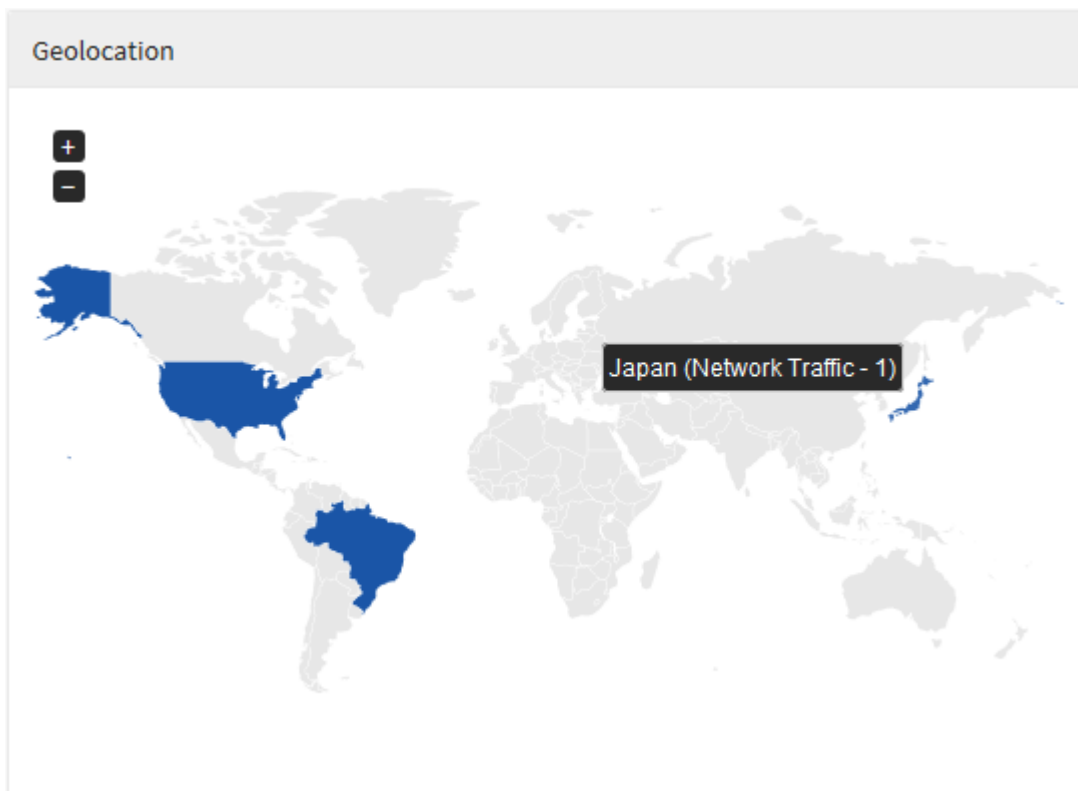 Geolocation
+
−
Japan (Network Traffic - 1)